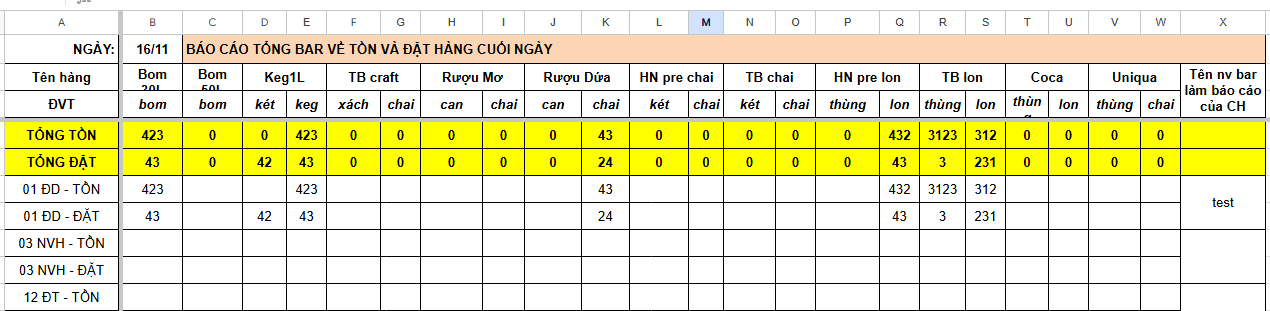 A B C D E F G H I J K L M N O P Q R S T U V W X
NGÀY: 16/11 BÁO CÁO TỔNG BAR VỀ TỒN VÀ ĐẶT HÀNG CUỐI NGÀY
Tên hàng Bom 20L Bom 50L Keg1L TB craft Rượu Mơ Rượu Dứa HN pre chai TB chai HN pre lon TB lon Coca Uniqua Tên nv bar làm báo cáo của CH
ĐVT bom bom két keg xách chai can chai can chai két chai két chai thùng lon thùng lon thùng lon thùng chai
TỔNG TỒN 423 0 0 423 0 0 0 0 0 43 0 0 0 0 0 432 3123 312 0 0 0 0
TỔNG ĐẶT 43 0 42 43 0 0 0 0 0 24 0 0 0 0 0 43 3 231 0 0 0 0
01 ĐD - TỒN 423 423 43 432 3123 312 test
01 ĐD - ĐẶT 43 42 43 24 43 3 231
03 NVH - TỒN
03 NVH - ĐẶT
12 ĐT - TỒN